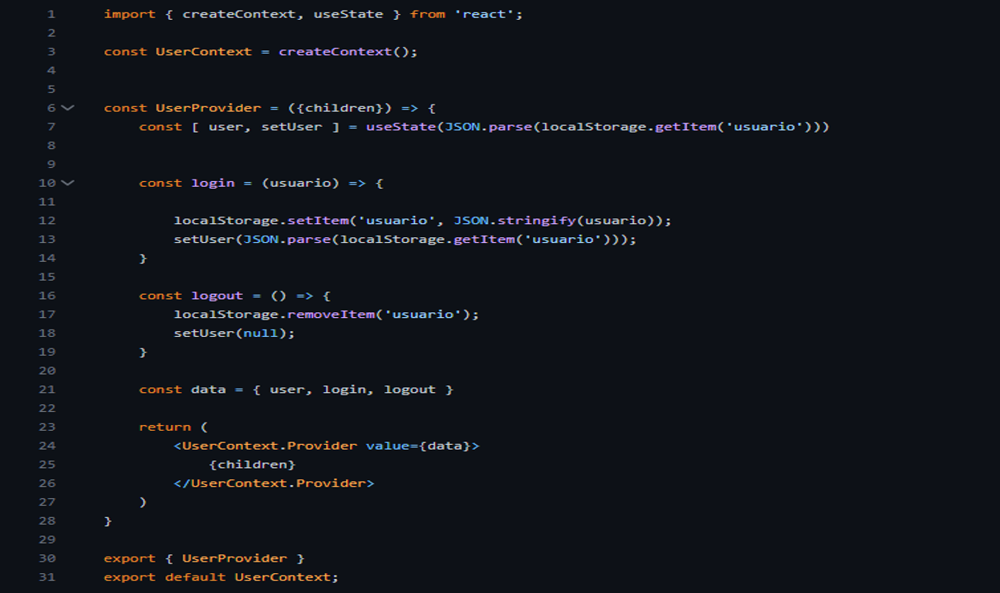 1 import { createContext, useState } from 'react';
2
3 const UserContext = createContext();
4
5
6 const UserProvider = ({children}) => {
7     const [ user, setUser ] = useState(JSON.parse(localStorage.getItem('usuario')))
8
9
10     const login = (usuario) => {
11
12         localStorage.setItem('usuario', JSON.stringify(usuario));
13         setUser(JSON.parse(localStorage.getItem('usuario')));
14     }
15
16     const logout = () => {
17         localStorage.removeItem('usuario');
18         setUser(null);
19     }
20
21     const data = { user, login, logout }
22
23     return (
24         <UserContext.Provider value={data}>
25             {children}
26         </UserContext.Provider>
27     )
28 }
29
30 export { UserProvider }
31 export default UserContext;